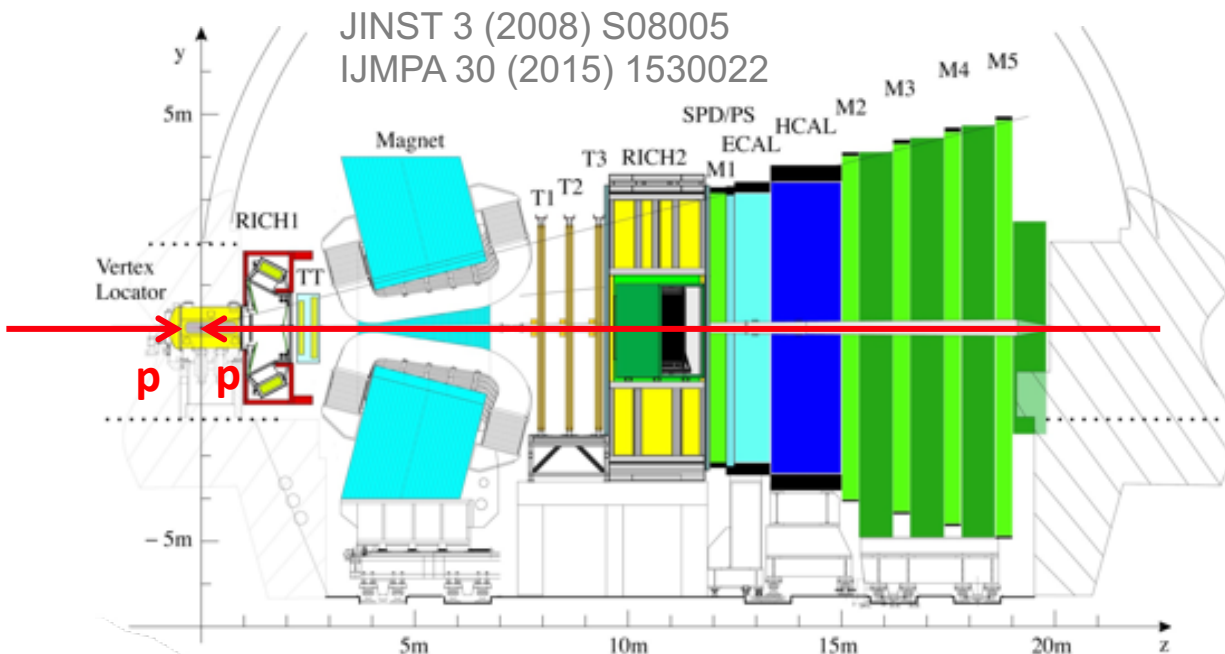 JINST 3 (2008) S08005
IJMPA 30 (2015) 1530022
y
5m
Magnet
SPD/PS
ECAL
HCAL
M1
M2
M3
M4
M5
T1
T2
T3
RICH2
RICH1
TT
Vertex
Locator
p
p
- 5m
5m
10m
15m
20m
z